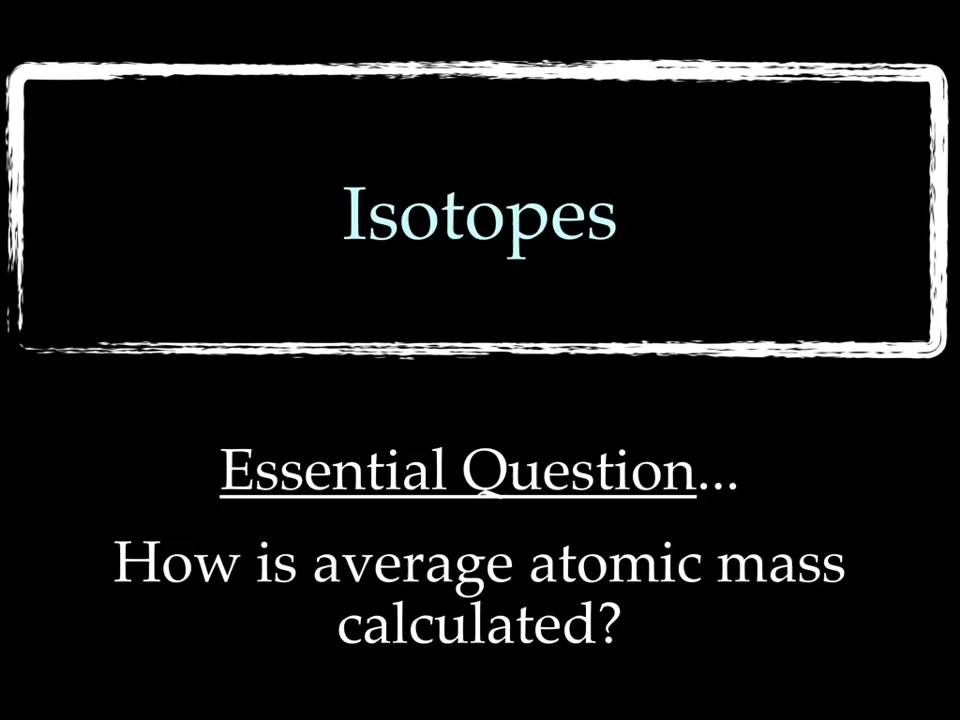 Isotopes
Essential Question...
How is average atomic mass
calculated?